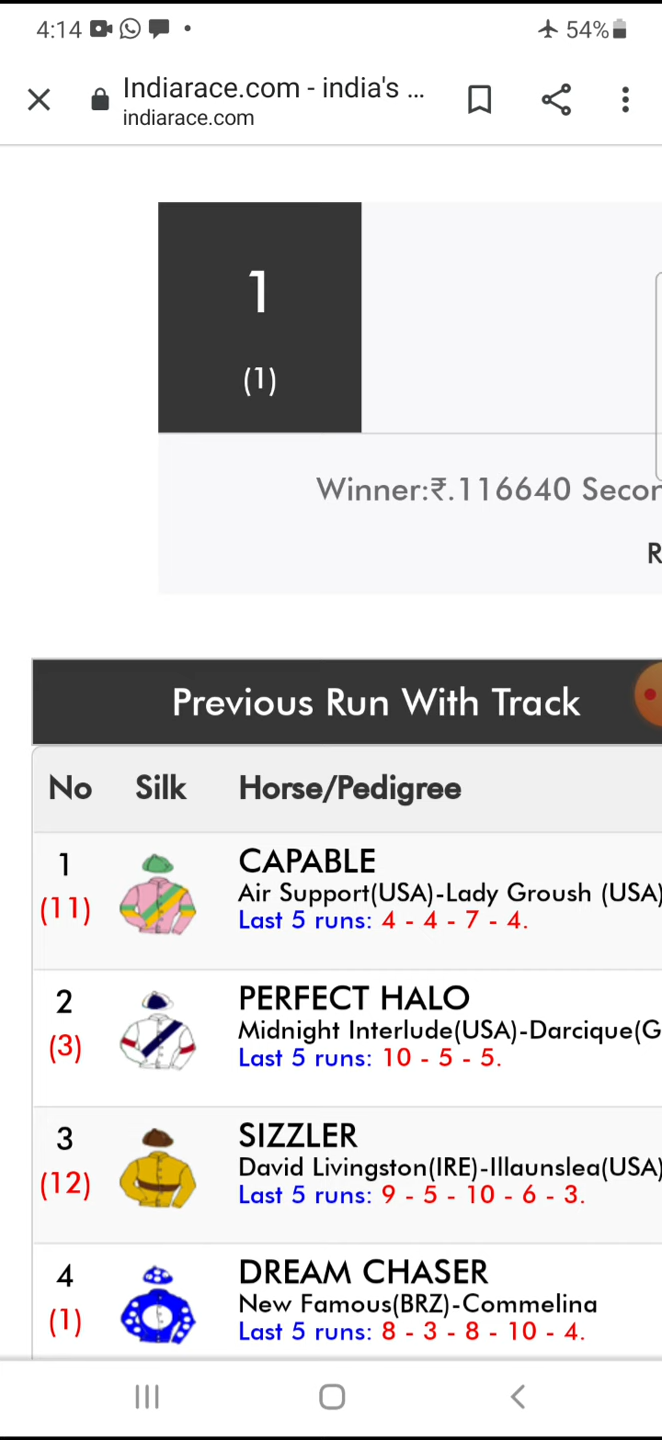 4:14 54%
Indiarace.com - india's ...
indiarace.com
1
(1)
Winner:₹.116640 Secon
R
Previous Run With Track
No Silk Horse/Pedigree
1 CAPABLE
(11) Air Support(USA)-Lady Groush (USA)
Last 5 runs: 4 - 4 - 7 - 4.
2 PERFECT HALO
(3) Midnight Interlude(USA)-Darcique(G
Last 5 runs: 10 - 5 - 5.
3 SIZZLER
(12) David Livingston(IRE)-Illaunslea(USA)
Last 5 runs: 9 - 5 - 10 - 6 - 3.
4 DREAM CHASER
(1) New Famous(BRZ)-Commelina
Last 5 runs: 8 - 3 - 8 - 10 - 4.